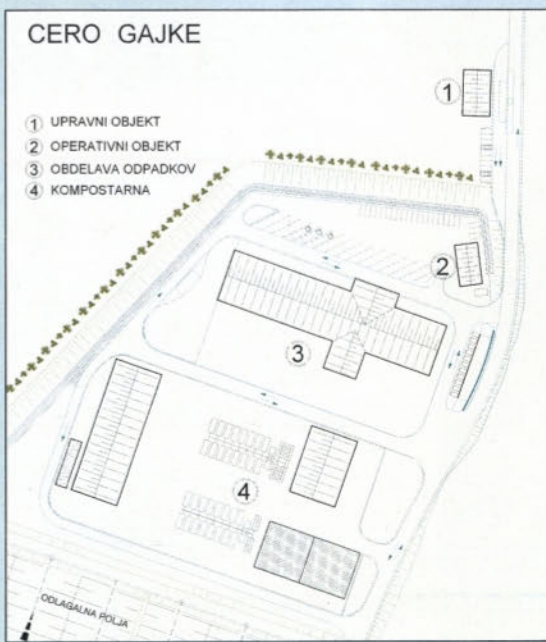 CERO GAJKE
1 UPRAVNI OBJEKT
2 OPERATIVNI OBJEKT
3 OBDELAVA ODPADKOV
4 KOMPOSTARNA
1
2
3
4
ODLAGALNA POLJA